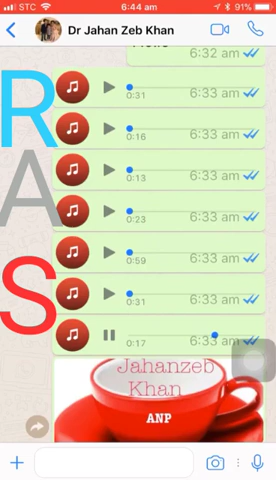 STC 6:44 am 91%
Dr Jahan Zeb Khan
6:32 am
R
0:31 6:33 am
0:16 6:33 am
A
0:13 6:33 am
0:23 6:33 am
S
0:59 6:33 am
0:31 6:33 am
0:17 6:33 am
Jahanzeb
Khan
ANP